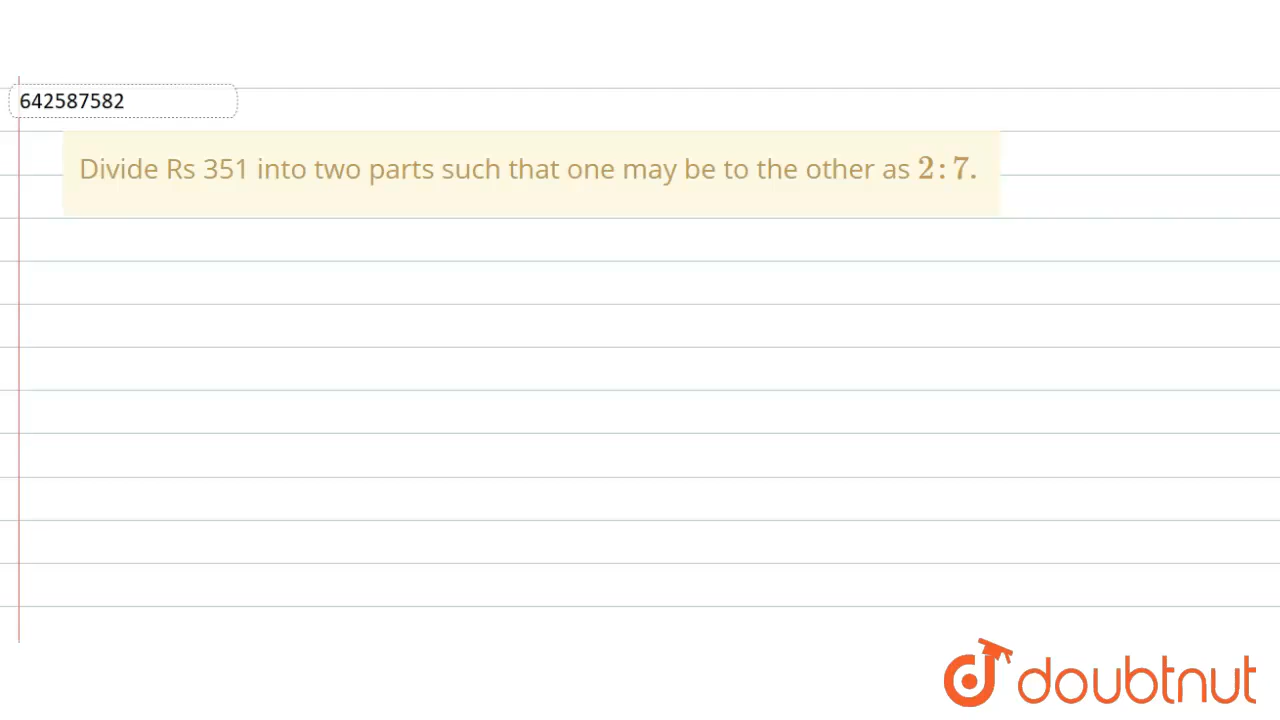 642587582
Divide Rs 351 into two parts such that one may be to the other as 2 : 7.
doubtnut